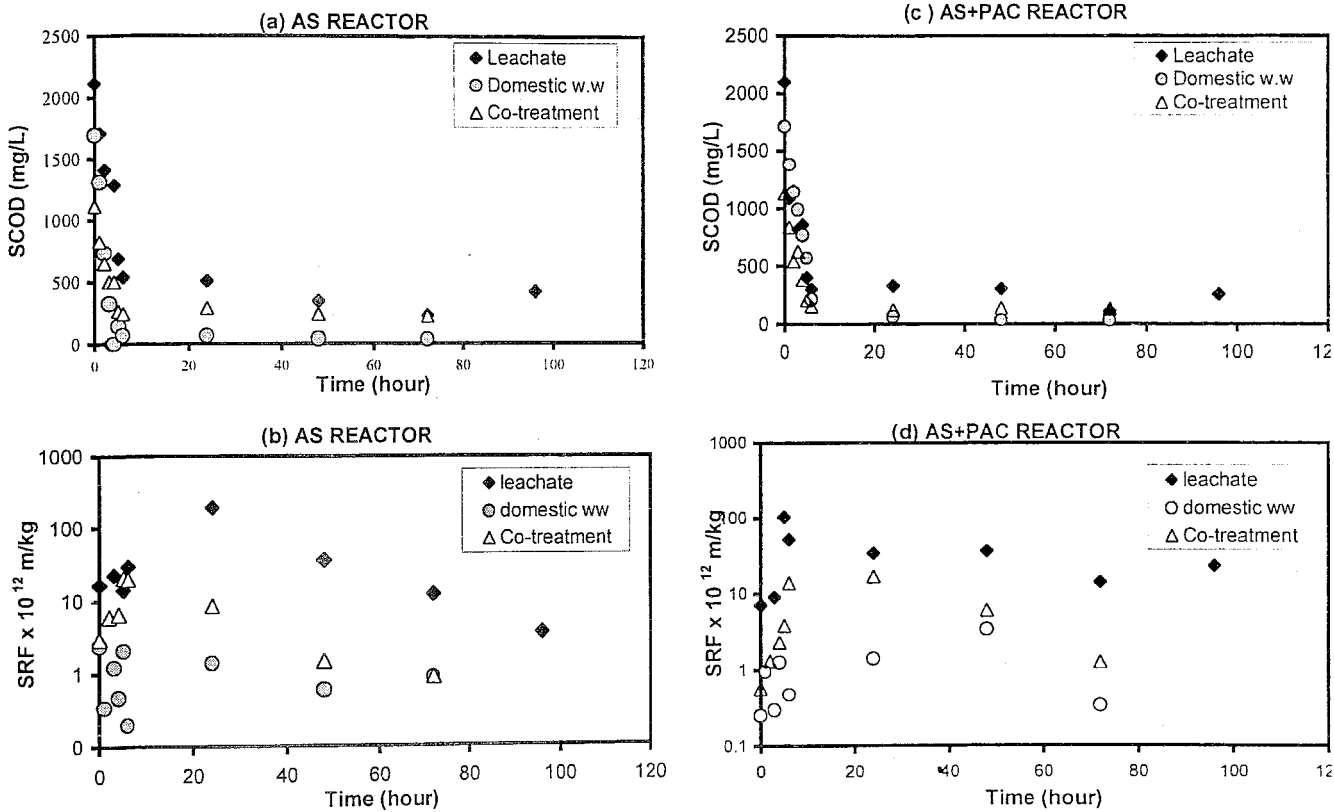 (a) AS REACTOR
2500
2000
1500
1000
500
0
SCOD (mg/L)
Leachate
Domestic w.w
Co-treatment
0 20 40 60 80 100 120
Time (hour)
(c ) AS+PAC REACTOR
2500
2000
1500
1000
500
0
SCOD (mg/L)
Leachate
Domestic w.w
Co-treatment
0 20 40 60 80 100 12
Time (hour)
(b) AS REACTOR
1000
100
10
1
0
SRF x 10 12 m/kg
leachate
domestic ww
Co-treatment
0 20 40 60 80 100 120
Time (hour)
(d) AS+PAC REACTOR
1000
100
10
1
0.1
SRF x 10 12 m/kg
leachate
domestic ww
Co-treatment
0 20 40 60 80 100 12
Time (hour)